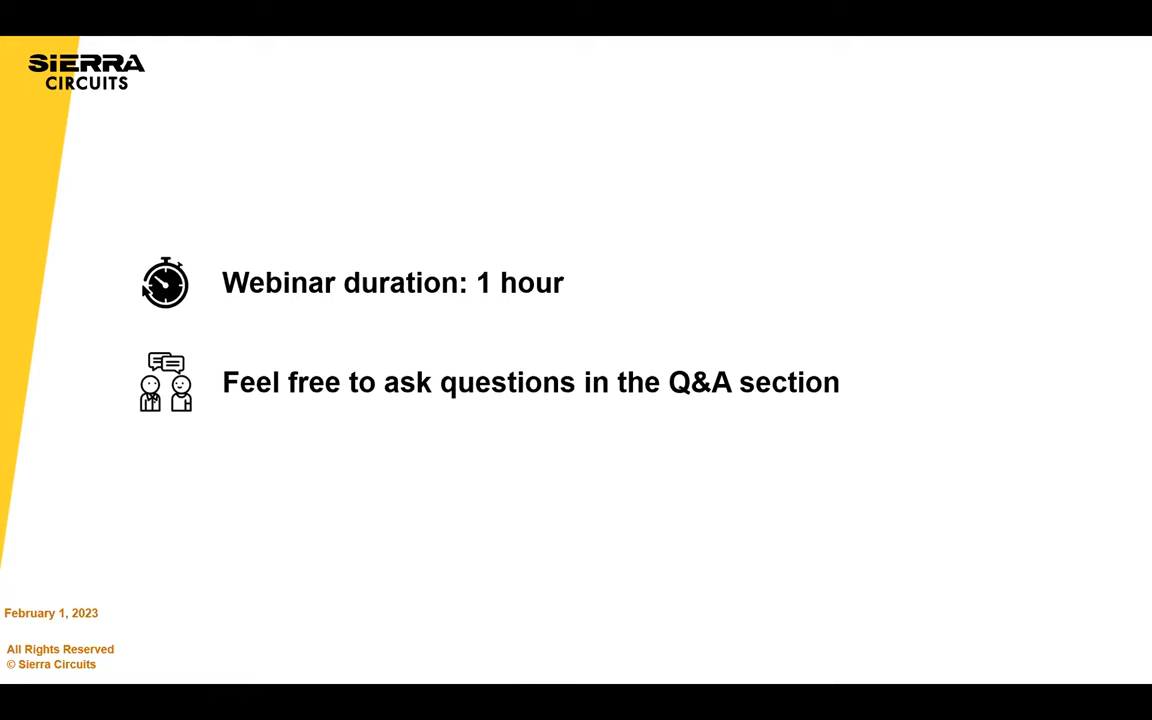 SiERRA
CIRCUITS
Webinar duration: 1 hour
Feel free to ask questions in the Q&A section
February 1, 2023
All Rights Reserved
© Sierra Circuits